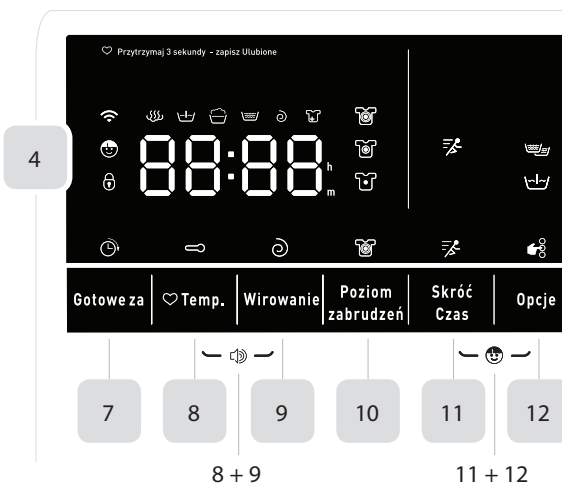 Przytrzymaj 3 sekundy - zapisz Ulubione
4
88:88
h
m
Gotowe za
Temp.
Wirowanie
Poziom
zabrudzeń
Skróć
Czas
Opcje
7
8
9
10
11
12
8 + 9
11 + 12